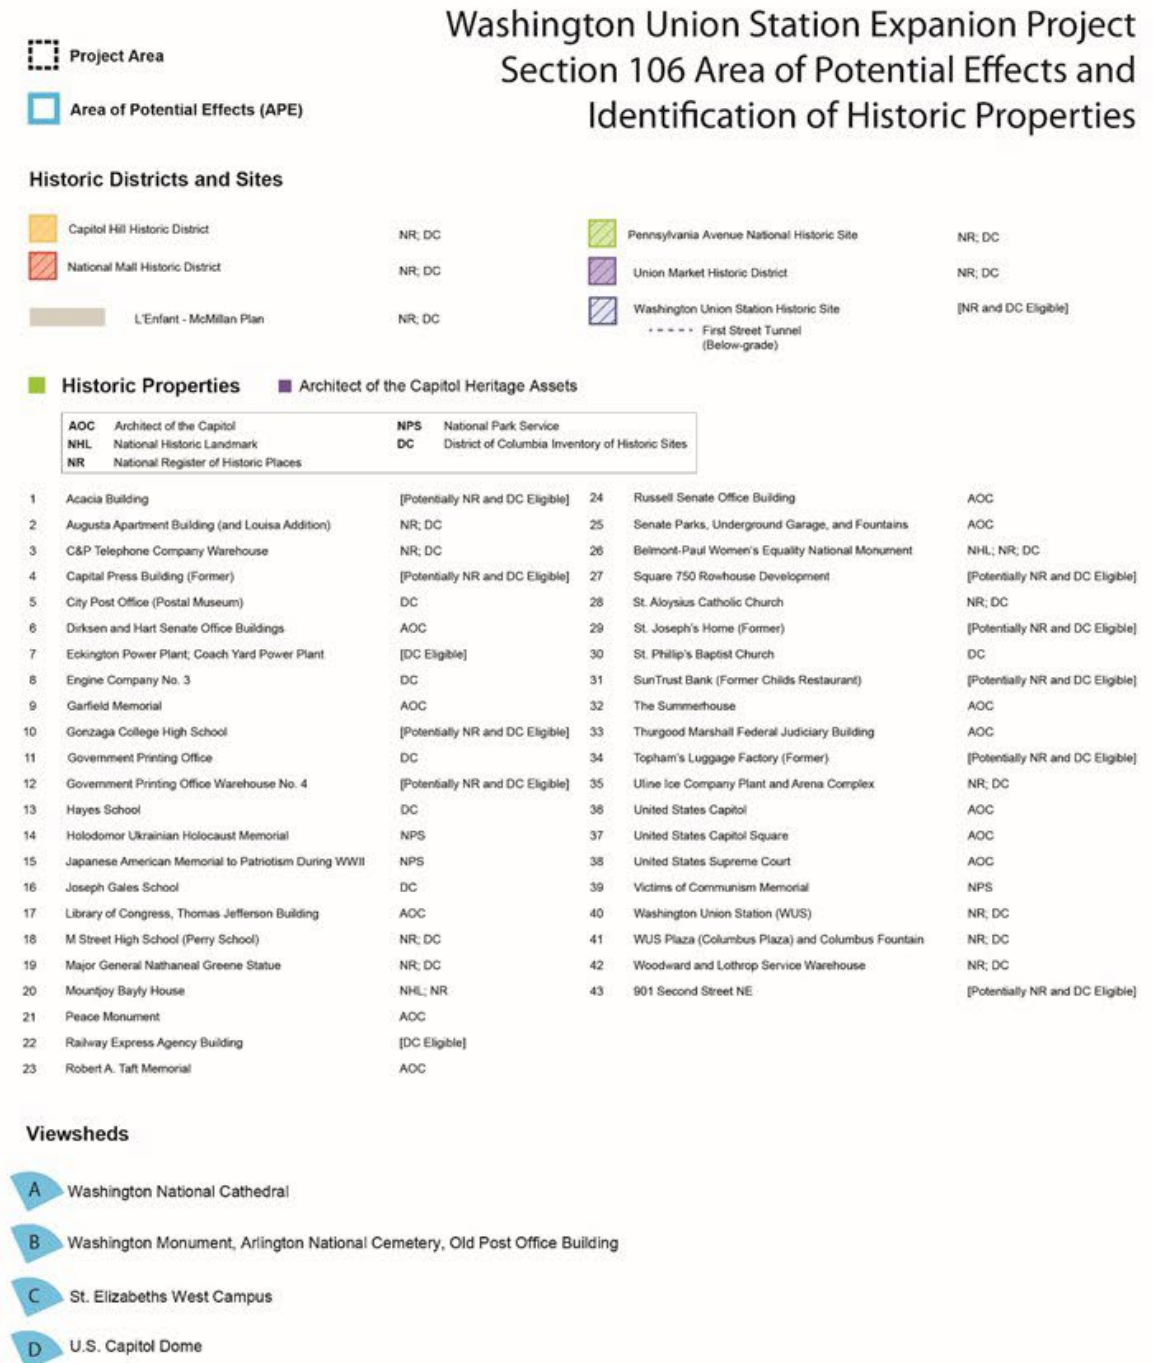 Washington Union Station Expanion Project
Section 106 Area of Potential Effects and
Identification of Historic Properties
Project Area
Area of Potential Effects (APE)
Historic Districts and Sites
Capitol Hill Historic District NR; DC
National Mall Historic District NR; DC
L'Enfant - McMillan Plan NR; DC
Pennsylvania Avenue National Historic Site NR; DC
Union Market Historic District NR; DC
Washington Union Station Historic Site [NR and DC Eligible]
First Street Tunnel
(Below-grade)
Historic Properties Architect of the Capitol Heritage Assets
AOC Architect of the Capitol NPS National Park Service
NHL National Historic Landmark DC District of Columbia Inventory of Historic Sites
NR National Register of Historic Places
1 Acacia Building [Potentially NR and DC Eligible]
2 Augusta Apartment Building (and Louisa Addition) NR; DC
3 C&P Telephone Company Warehouse NR; DC
4 Capital Press Building (Former) [Potentially NR and DC Eligible]
5 City Post Office (Postal Museum) DC
6 Dirksen and Hart Senate Office Buildings AOC
7 Eckington Power Plant; Coach Yard Power Plant [DC Eligible]
8 Engine Company No. 3 DC
9 Garfield Memorial AOC
10 Gonzaga College High School [Potentially NR and DC Eligible]
11 Government Printing Office DC
12 Government Printing Office Warehouse No. 4 [Potentially NR and DC Eligible]
13 Hayes School DC
14 Holodomor Ukrainian Holocaust Memorial NPS
15 Japanese American Memorial to Patriotism During WWII NPS
16 Joseph Gales School DC
17 Library of Congress, Thomas Jefferson Building AOC
18 M Street High School (Perry School) NR; DC
19 Major General Nathaneal Greene Statue NR; DC
20 Mountjoy Bayly House NHL; NR
21 Peace Monument AOC
22 Railway Express Agency Building [DC Eligible]
23 Robert A. Taft Memorial AOC
24 Russell Senate Office Building AOC
25 Senate Parks, Underground Garage, and Fountains AOC
26 Belmont-Paul Women's Equality National Monument NHL; NR; DC
27 Square 750 Rowhouse Development [Potentially NR and DC Eligible]
28 St. Aloysius Catholic Church NR; DC
29 St. Joseph's Home (Former) [Potentially NR and DC Eligible]
30 St. Phillip's Baptist Church DC
31 SunTrust Bank (Former Childs Restaurant) [Potentially NR and DC Eligible]
32 The Summerhouse AOC
33 Thurgood Marshall Federal Judiciary Building AOC
34 Topham's Luggage Factory (Former) [Potentially NR and DC Eligible]
35 Uline Ice Company Plant and Arena Complex NR; DC
36 United States Capitol AOC
37 United States Capitol Square AOC
38 United States Supreme Court AOC
39 Victims of Communism Memorial NPS
40 Washington Union Station (WUS) NR; DC
41 WUS Plaza (Columbus Plaza) and Columbus Fountain NR; DC
42 Woodward and Lothrop Service Warehouse NR; DC
43 901 Second Street NE [Potentially NR and DC Eligible]
Viewsheds
A Washington National Cathedral
B Washington Monument, Arlington National Cemetery, Old Post Office Building
C St. Elizabeths West Campus
D U.S. Capitol Dome